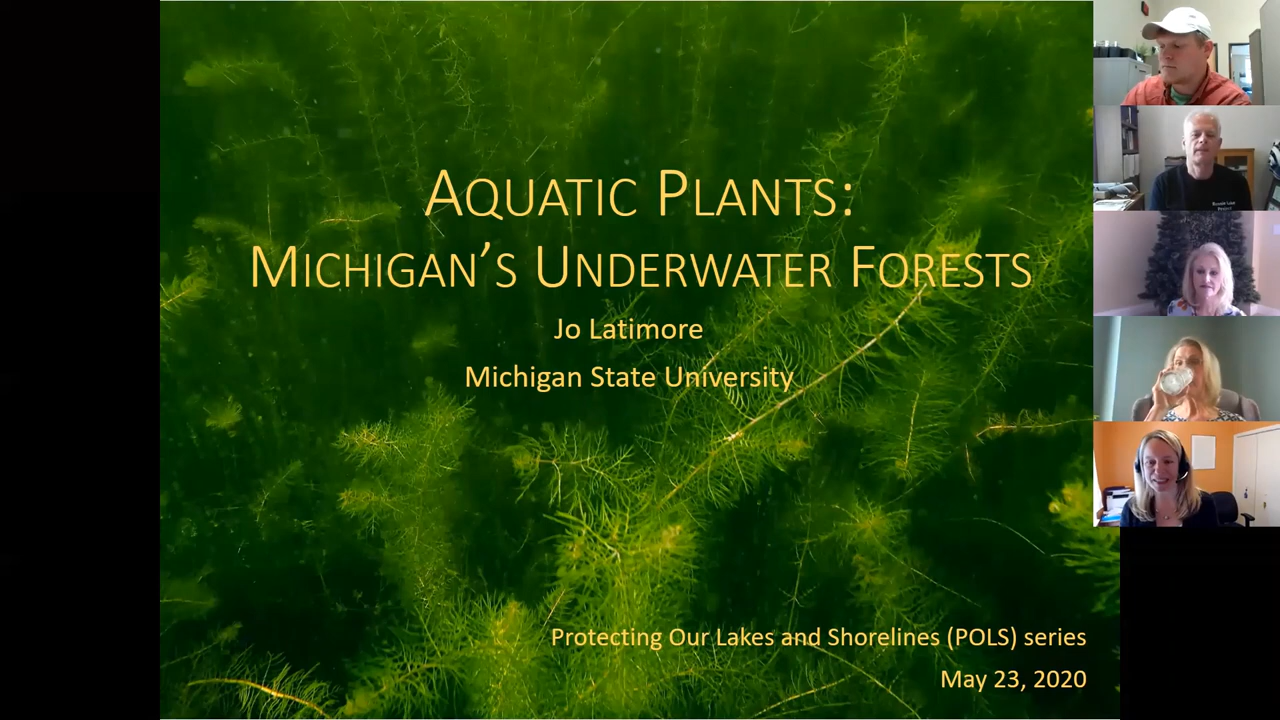 Aquatic Plants:
Michigan's Underwater Forests
Jo Latimore
Michigan State University
Protecting Our Lakes and Shorelines (POLS) series
May 23, 2020